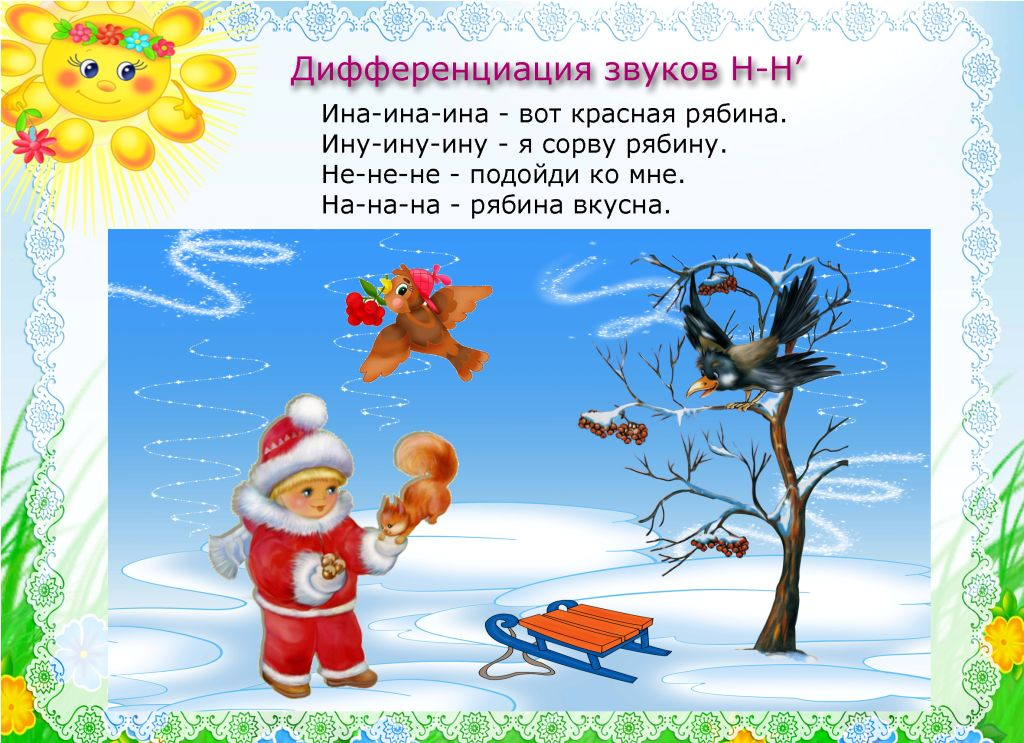 Дифференциация звуков Н-Н’
Ина-ина-ина - вот красная рябина.
Ину-ину-ину - я сорву рябину.
Не-не-не - подойди ко мне.
На-на-на - рябина вкусна.